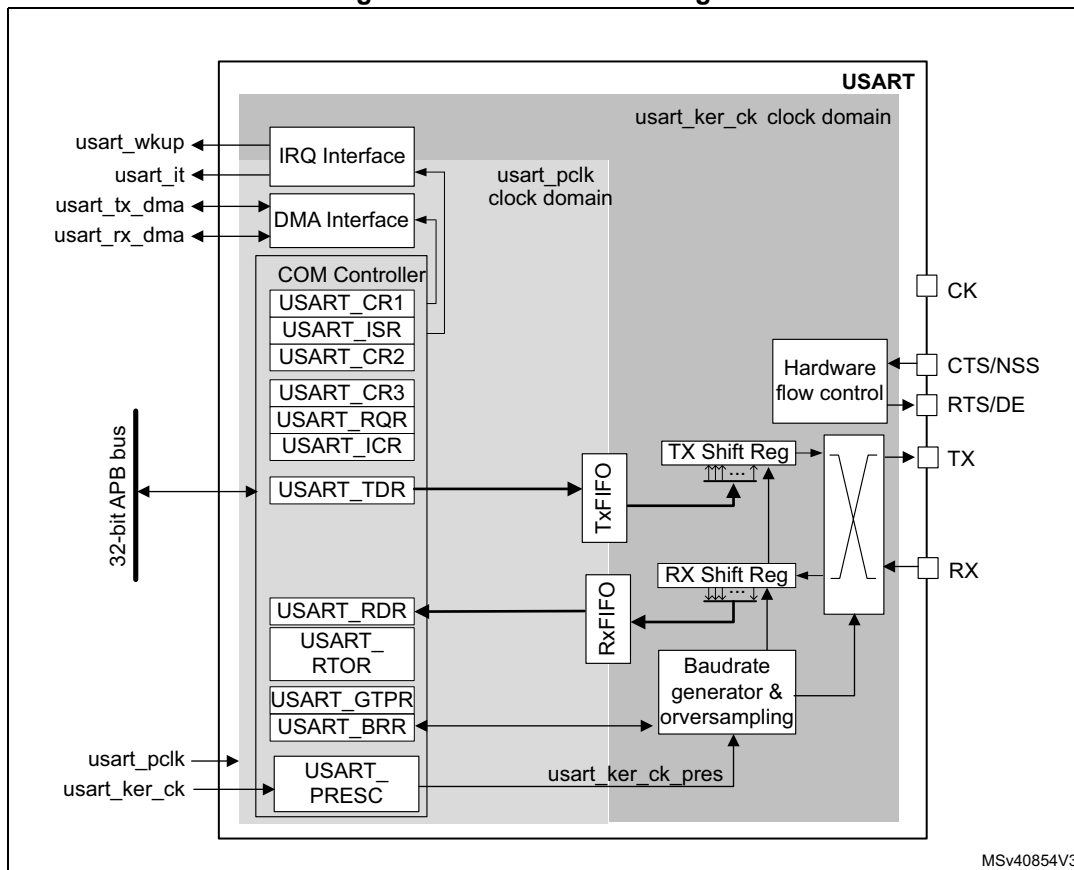 USART
usart_ker_ck clock domain
usart_wkup
IRQ Interface
usart_it
usart_pclk
clock domain
usart_tx_dma
DMA Interface
usart_rx_dma
COM Controller
USART_CR1
USART_ISR
USART_CR2
USART_CR3
USART_RQR
USART_ICR
USART_TDR
32-bit APB bus
TxFIFO
TX Shift Reg
...
Hardware
flow control
CK
CTS/NSS
RTS/DE
TX
RX
RX Shift Reg
...
RxFIFO
USART_RDR
USART_
RTOR
USART_GTPR
USART_BRR
Baudrate
generator &
orversampling
usart_pclk
usart_ker_ck
USART_
PRESC
usart_ker_ck_pres
MSv40854V3